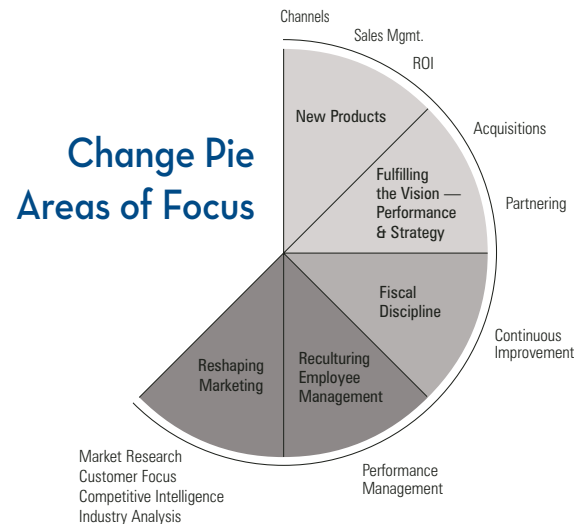 Channels
Sales Mgmt.
ROI
New Products
Acquisitions
Change Pie
Areas of Focus
Fulfilling
the Vision —
Performance
& Strategy
Partnering
Fiscal
Discipline
Continuous
Improvement
Reshaping
Marketing
Reculturing
Employee
Management
Market Research
Customer Focus
Competitive Intelligence
Industry Analysis
Performance
Management